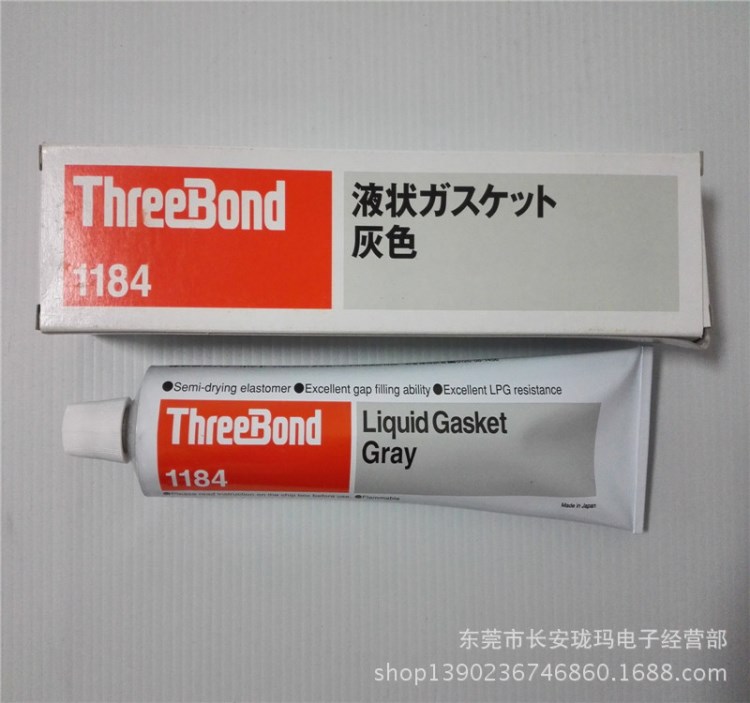 ThreeBond
1184
液状ガスケット
灰色
●Semi-drying elastomer ●Excellent gap filling ability ●Excellent LPG resistance
ThreeBond
1184
Liquid Gasket
Gray
Made in Japan
东莞市长安珑玛电子经营部
shop1390236746860.1688.com